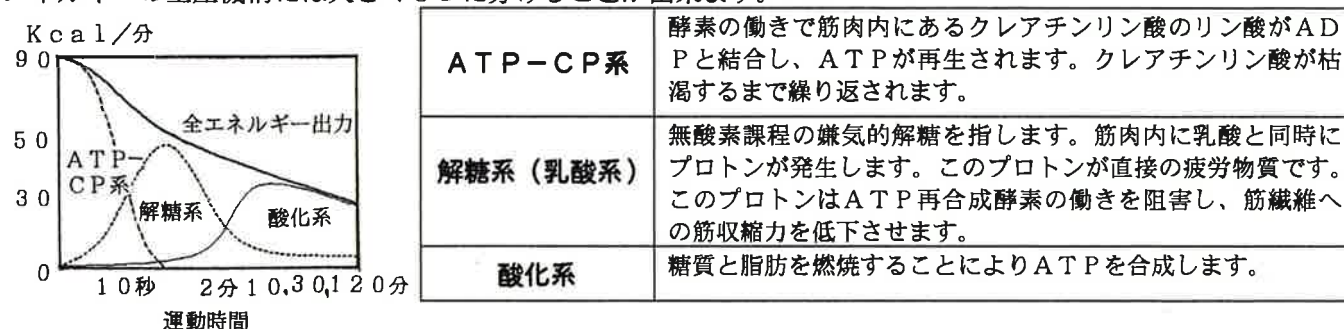 Kcal/分
90
50
30
0
全エネルギー出力
ATP-
CP系
解糖系
酸化系
10秒 2分10,30,120分
運動時間
ATP-CP系
酵素の働きで筋肉内にあるクレアチンリン酸のリン酸がAD
Pと結合し、ATPが再生されます。クレアチンリン酸が枯
渇するまで繰り返されます。
解糖系(乳酸系)
無酸素課程の嫌気的解糖を指します。筋肉内に乳酸と同時に
プロトンが発生します。このプロトンが直接の疲労物質です。
このプロトンはATP再合成酵素の働きを阻害し、筋繊維へ
の筋収縮力を低下させます。
酸化系
糖質と脂肪を燃焼することによりATPを合成します。